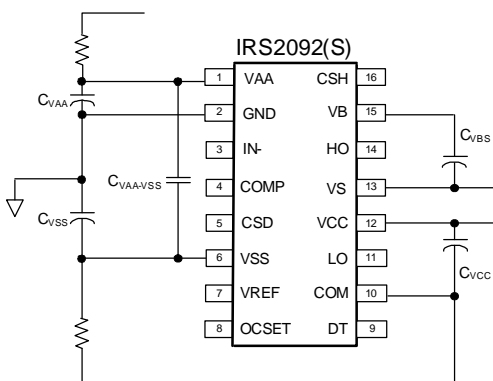 IRS2092(S)
1 VAA CSH 16
CVAA
2 GND VB 15
CVBS
3 IN- HO 14
4 COMP VS 13
CVAA-VSS
5 CSD VCC 12
CVSS
6 VSS LO 11
7 VREF COM 10
CVCC
8 OCSET DT 9